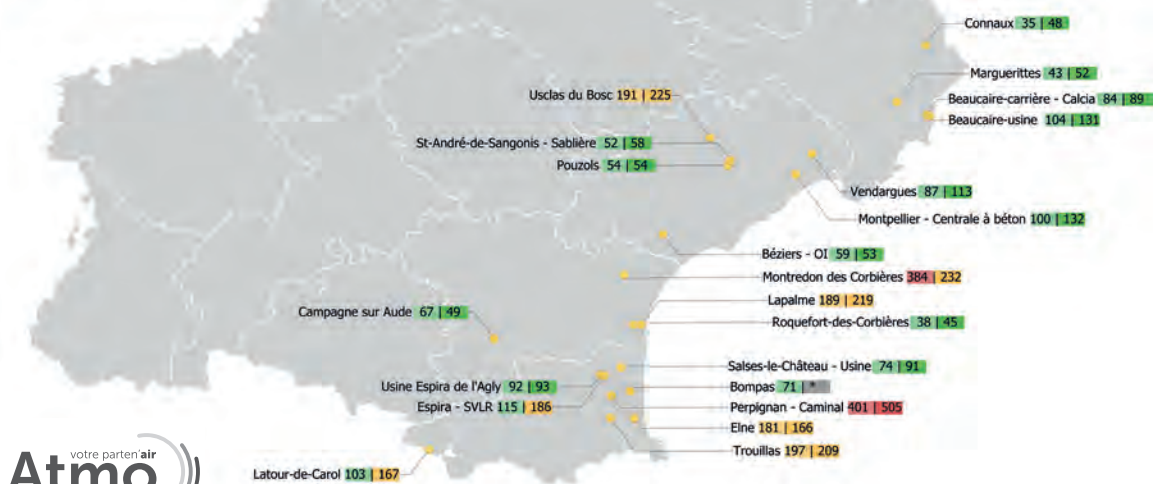 Connaux 35 | 48
Marguerittes 43 | 52
Usclas du Bosc 191 | 225
Beaucaire-carrière - Calcia 84 | 89
Beaucaire-usine 104 | 131
St-André-de-Sangonis - Sablière 52 | 58
Pouzols 54 | 54
Vendargues 87 | 113
Montpellier - Centrale à béton 100 | 132
Béziers - OI 59 | 53
Montredon des Corbières 384 | 232
Lapalme 189 | 219
Campagne sur Aude 67 | 49
Roquefort-des-Corbières 38 | 45
Salses-le-Château - Usine 74 | 91
Usine Espira de l'Agly 92 | 93
Bompas 71 | *
Espira - SVLR 115 | 186
Perpignan - Caminal 401 | 505
Elne 181 | 166
Trouillas 197 | 209
votre parten'air
Atmo
Latour-de-Carol 103 | 167